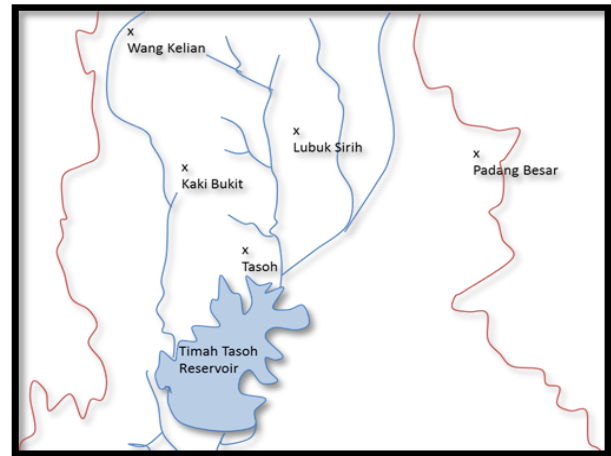 x
Wang Kelian
x
Lubuk Sirih
x
Padang Besar
x
Kaki Bukit
x
Tasoh
Timah Tasoh
Reservoir